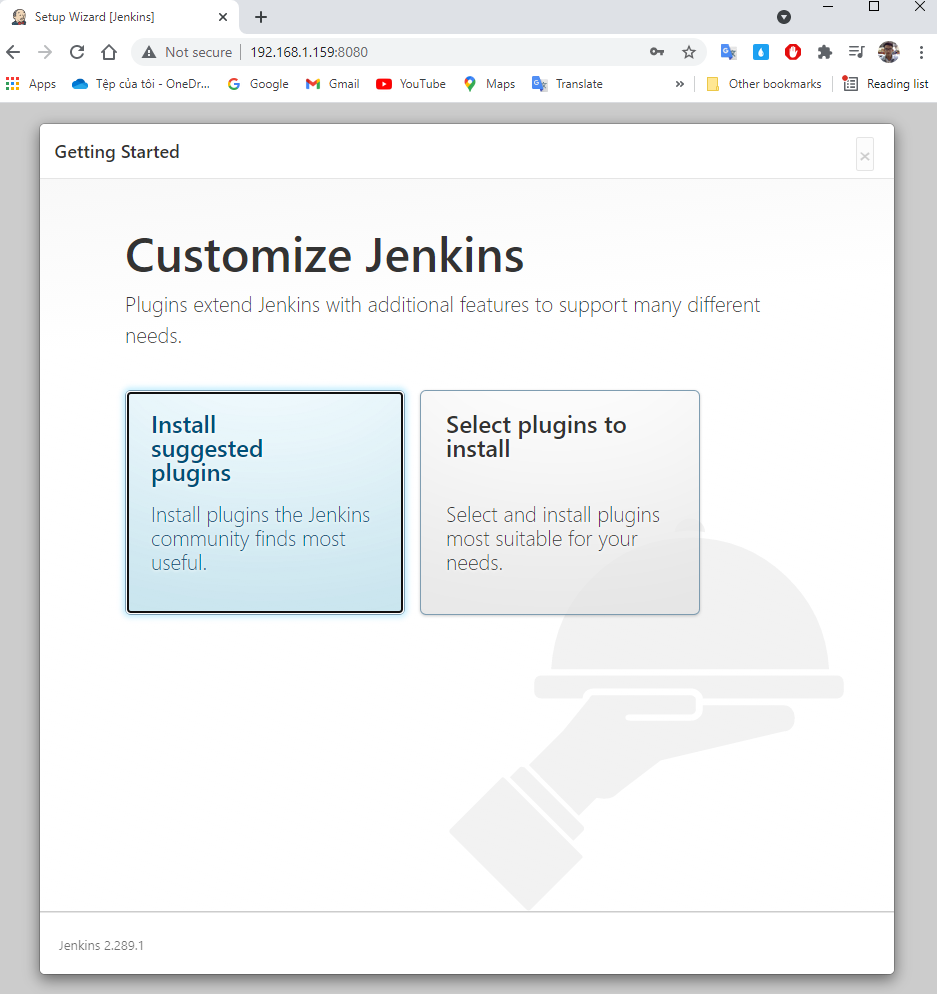 Setup Wizard [Jenkins]
Not secure 192.168.1.159:8080
Apps Tệp của tôi - OneDr... Google Gmail YouTube Maps Translate » Other bookmarks Reading list
Getting Started
×
Customize Jenkins
Plugins extend Jenkins with additional features to support many different
needs.
Install
suggested
plugins
Install plugins the Jenkins
community finds most
useful.
Select plugins to
install
Select and install plugins
most suitable for your
needs.
Jenkins 2.289.1